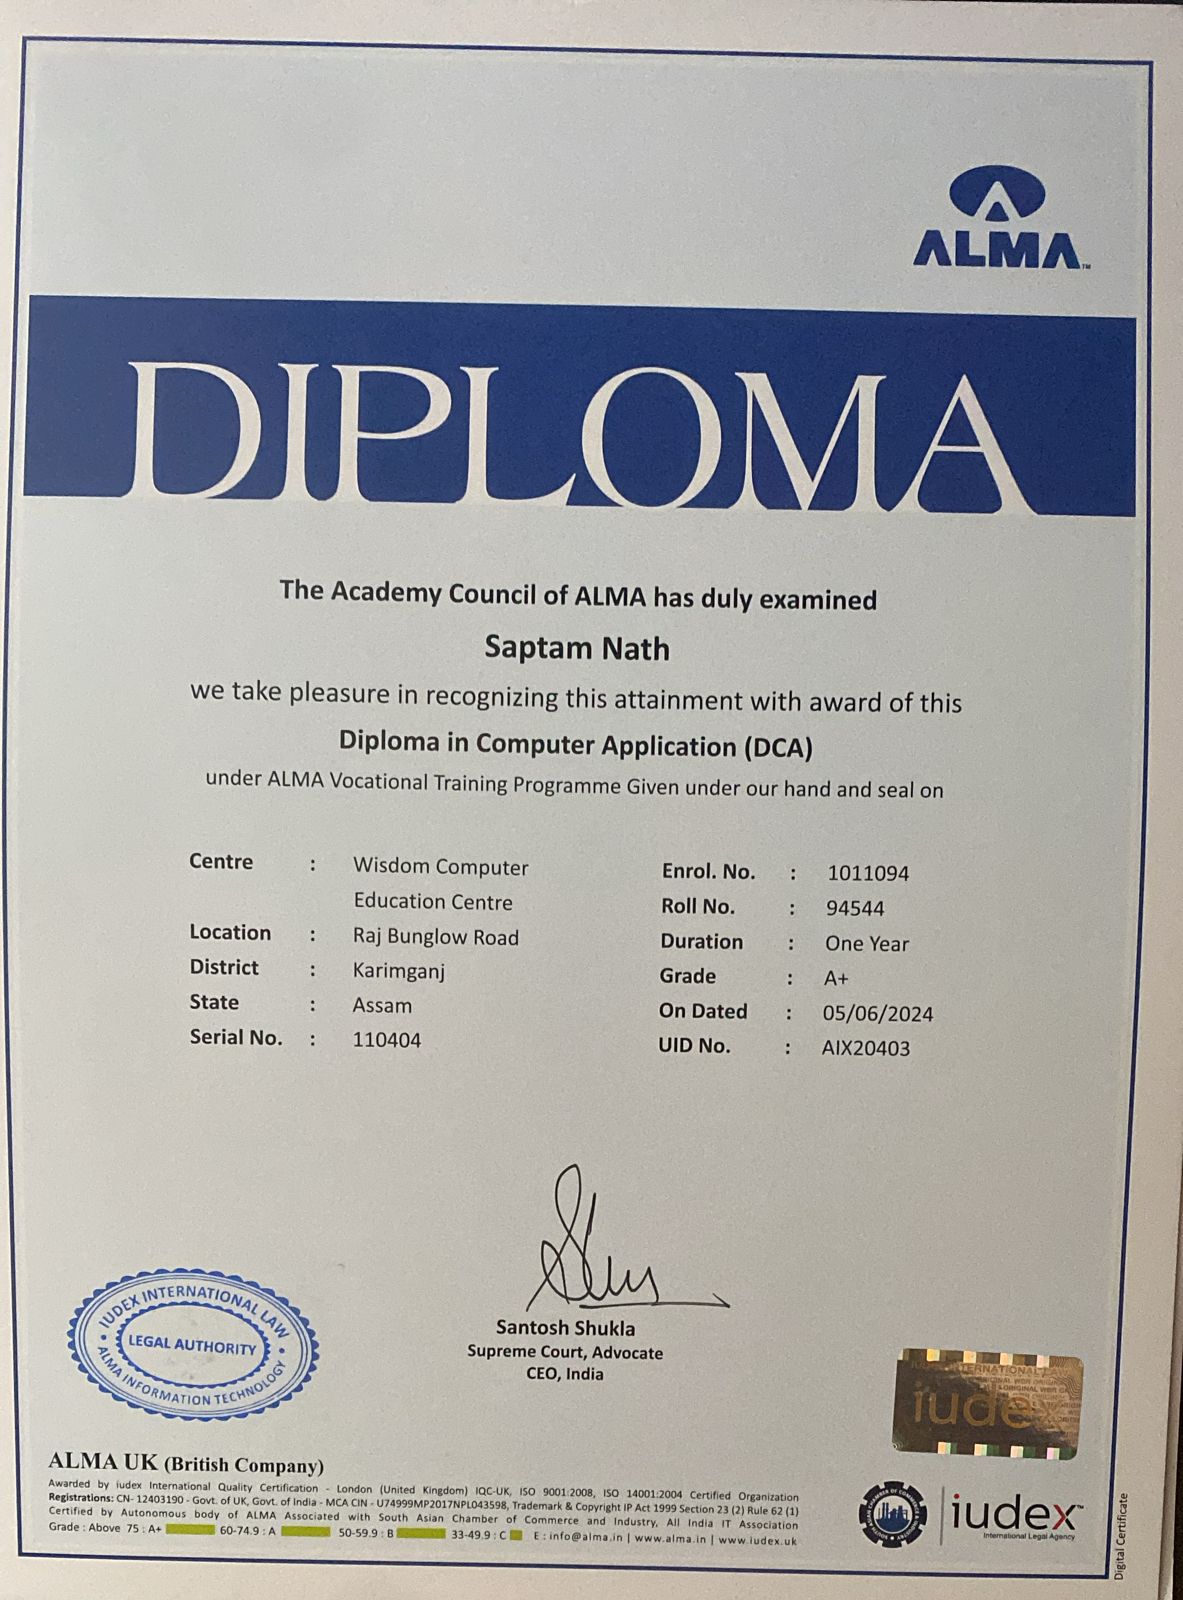 ALMA™
DIPLOMA
The Academy Council of ALMA has duly examined
Saptam Nath
we take pleasure in recognizing this attainment with award of this
Diploma in Computer Application (DCA)
under ALMA Vocational Training Programme Given under our hand and seal on
Centre : Wisdom Computer
Education Centre
Location : Raj Bunglow Road
District : Karimganj
State : Assam
Serial No. : 110404
Enrol. No. : 1011094
Roll No. : 94544
Duration : One Year
Grade : A+
On Dated : 05/06/2024
UID No. : AIX20403
Santosh Shukla
Supreme Court, Advocate
CEO, India
IUDEX INTERNATIONAL LAW
LEGAL AUTHORITY
ALMA INFORMATION TECHNOLOGY
iudex
ALMA UK (British Company)
Awarded by iudex International Quality Certification - London (United Kingdom) IQC-UK, ISO 9001:2008, ISO 14001:2004 Certified Organization
Registrations: CN- 12403190 - Govt. of UK, Govt. of India - MCA CIN - U74999MP2017NPL043598, Trademark & Copyright IP Act 1999 Section 23 (2) Rule 62 (1)
Certified by Autonomous body of ALMA Associated with South Asian Chamber of Commerce and Industry, All India IT Association
Grade : Above 75 : A+ 60-74.9 : A 50-59.9 : B 33-49.9 : C E : info@alma.in | www.alma.in | www.iudex.uk
iudex™
International Legal Agency
Digital Certificate